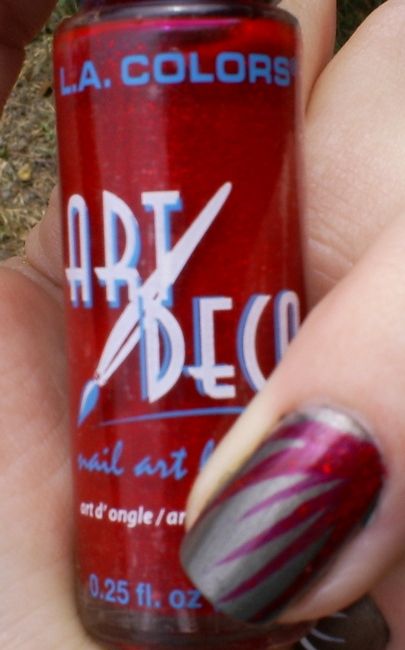 L.A. COLORS
ART
DECO
nail art
art d'ongle /
0.25 fl. oz